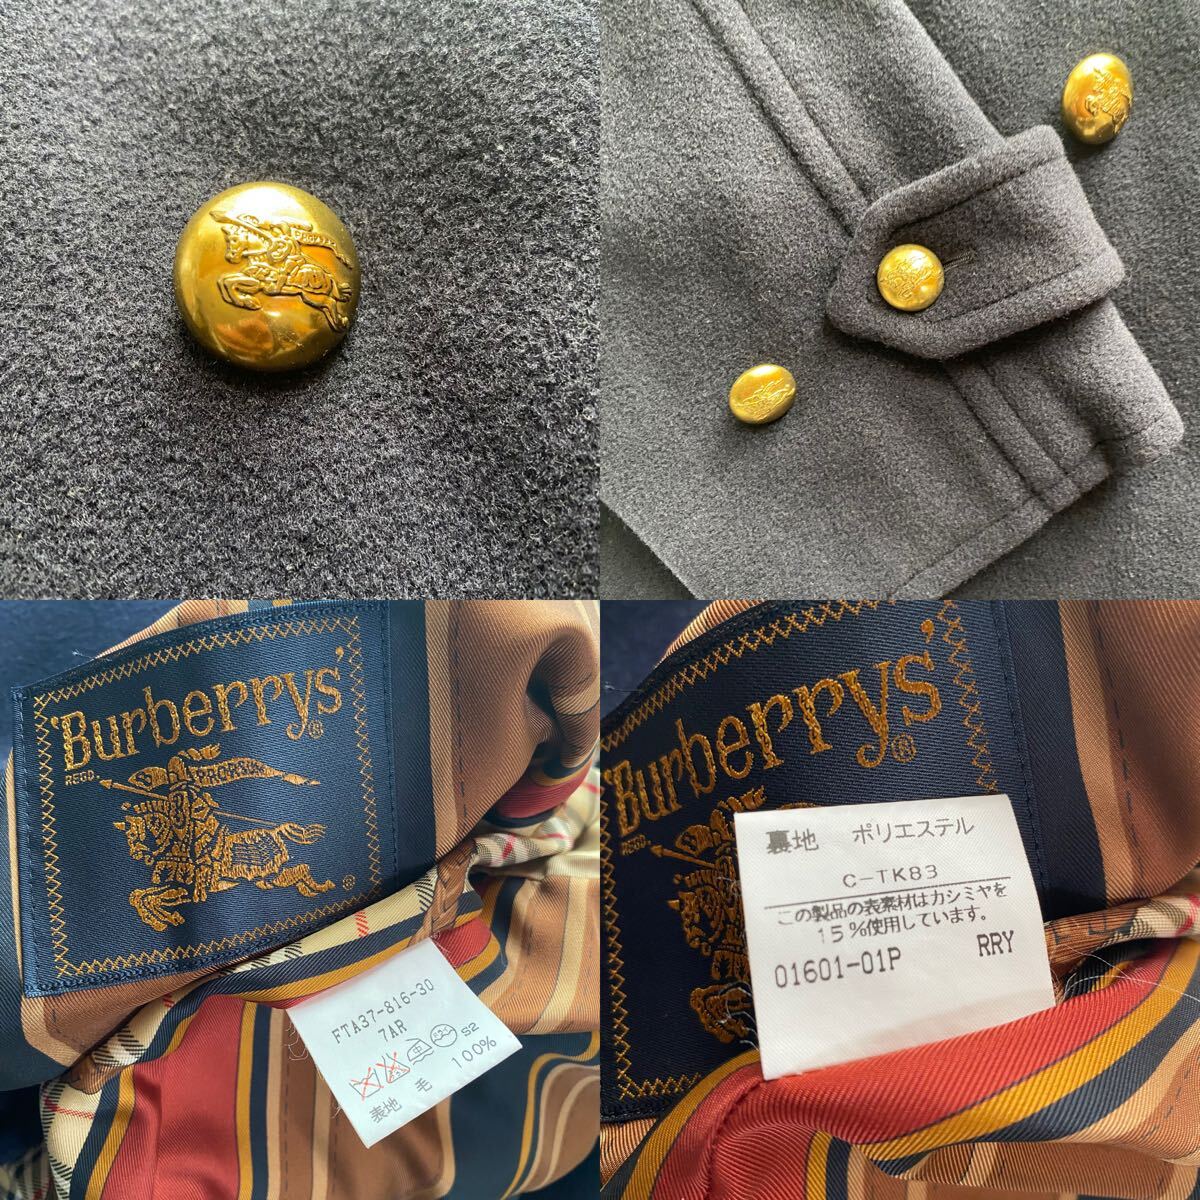 'Burberrys'®
REGD.
®
FTA37-816-30
7AR
52
表地 毛 100%
'Burberrys'®
REGD.
裏地 ポリエステル
C-TK83
この製品の表素材はカシミヤを
15%使用しています。
01601-01P RRY